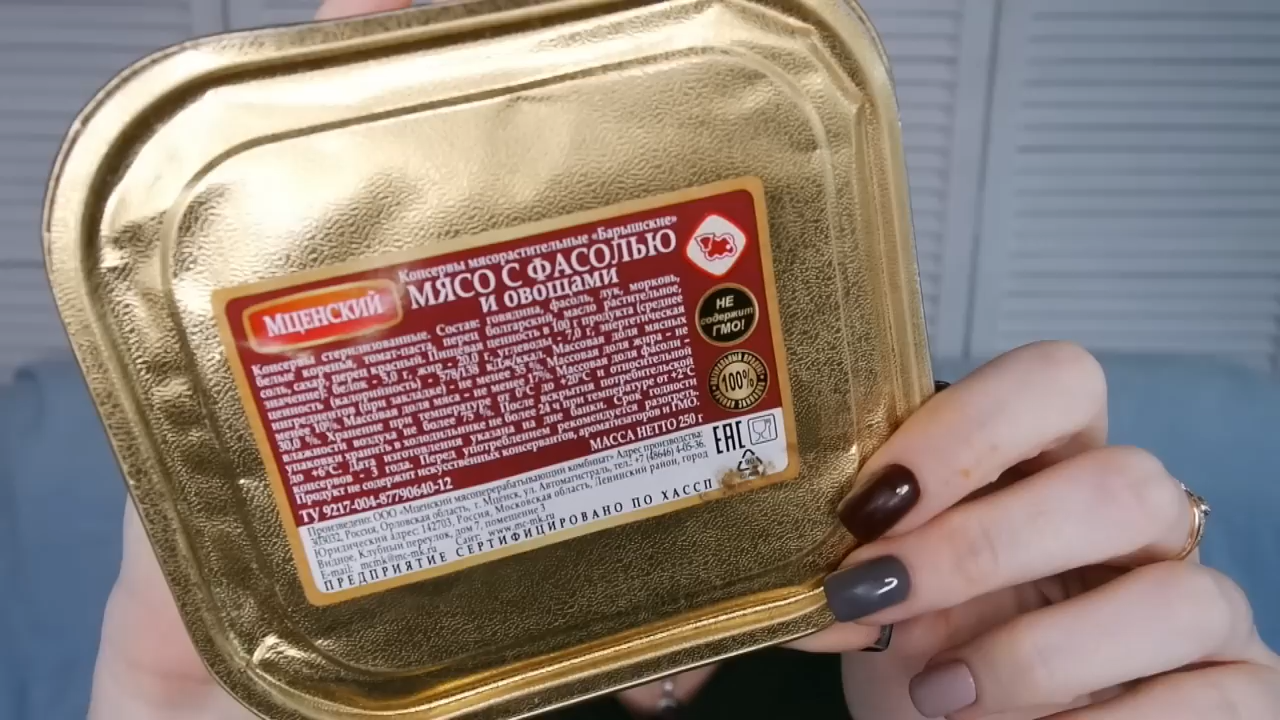 Консервы мясорастительные «Барышские»
МЦЕНСКИЙ
МЯСО С ФАСОЛЬЮ
И ОВОЩАМИ
Консервы стерилизованные. Состав: говядина, фасоль, лук, морковь,
белые коренья, томат-паста, перец болгарский, масло растительное,
соль, сахар, перец красный. Пищевая ценность в 100 г продукта (среднее
значение): белок - 5,0 г, жир - 20,0 г, углеводы - 7,0 г, энергетическая
ценность (калорийность) - 578/138 кДж/ккал. Массовая доля мясных
ингредиентов (при закладке) - не менее 35 %. Массовая доля жира - не
менее 10%. Массовая доля мяса - не менее 17%. Массовая доля фасоли -
30,0 %. Хранение при температуре от 0°С до +20°С и относительной
влажности воздуха не более 75 %. После вскрытия потребительской
упаковки хранить в холодильнике не более 24 ч при температуре от +2°С
до +6°С. Дата изготовления указана на дне банки. Срок годности
консервов - 3 года. Перед употреблением рекомендуется разогреть.
Продукт не содержит искусственных консервантов, ароматизаторов и ГМО.
ТУ 9217-004-87790640-12
МАССА НЕТТО 250 г
НЕ
содержит
ГМО!
100%
ЕАС
Произведено: ООО «Мценский мясоперерабатывающий комбинат» Адрес производства:
303032, Россия, Орловская область, г. Мценск, ул. Автомагистраль, тел.: +7 (48646) 4-05-36.
Юридический адрес: 142703, Россия, Московская область, Ленинский район, город
Видное, Клубный переулок, дом 7, помещение 3
E-mail: mcmk@mc-mk.ru Сайт: www.mc-mk.ru
ПРЕДПРИЯТИЕ СЕРТИФИЦИРОВАНО ПО ХАССП